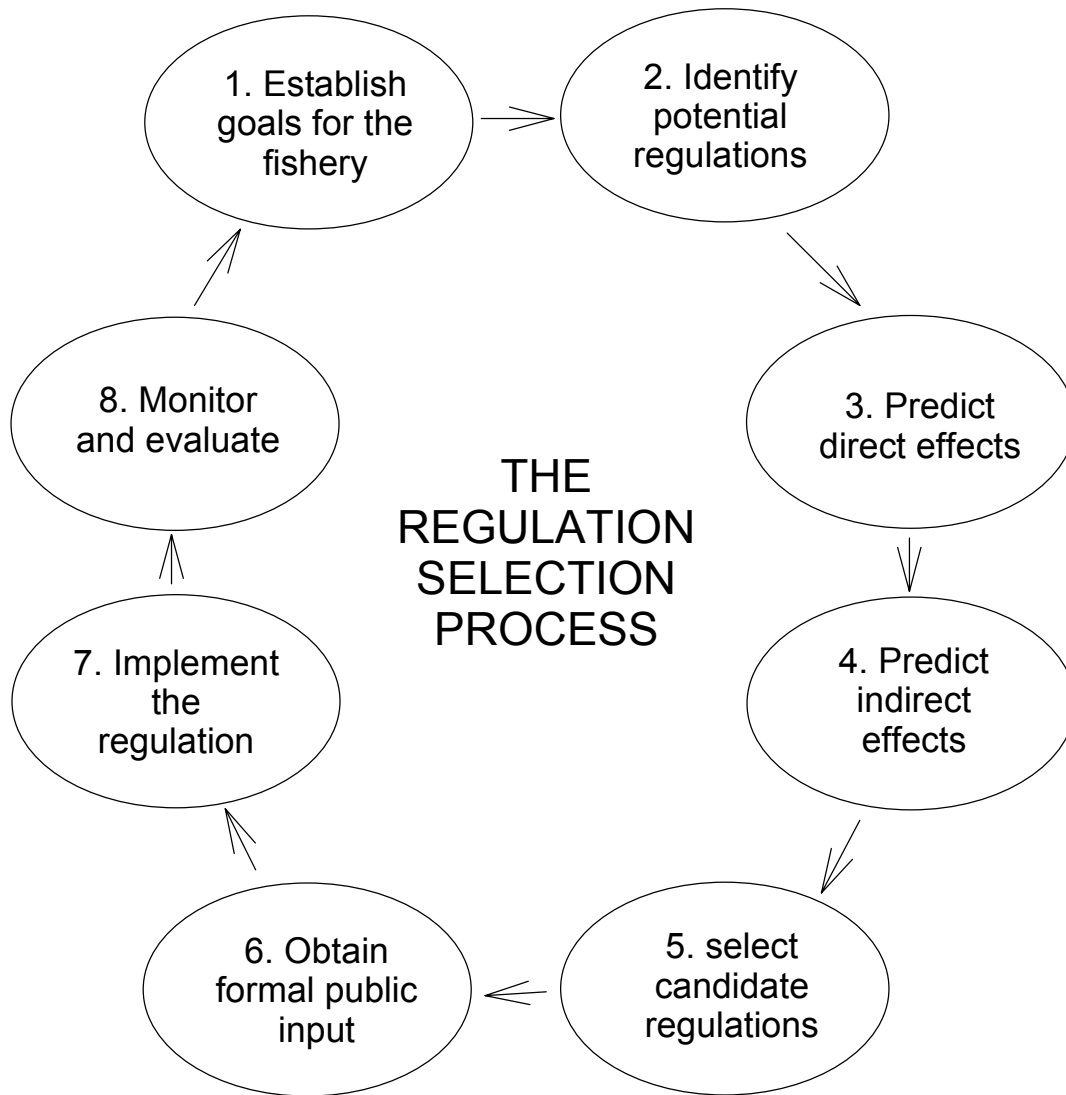 1. Establish
goals for the
fishery
2. Identify
potential
regulations
3. Predict
direct effects
4. Predict
indirect
effects
5. select
candidate
regulations
6. Obtain
formal public
input
7. Implement
the
regulation
8. Monitor
and evaluate
THE
REGULATION
SELECTION
PROCESS